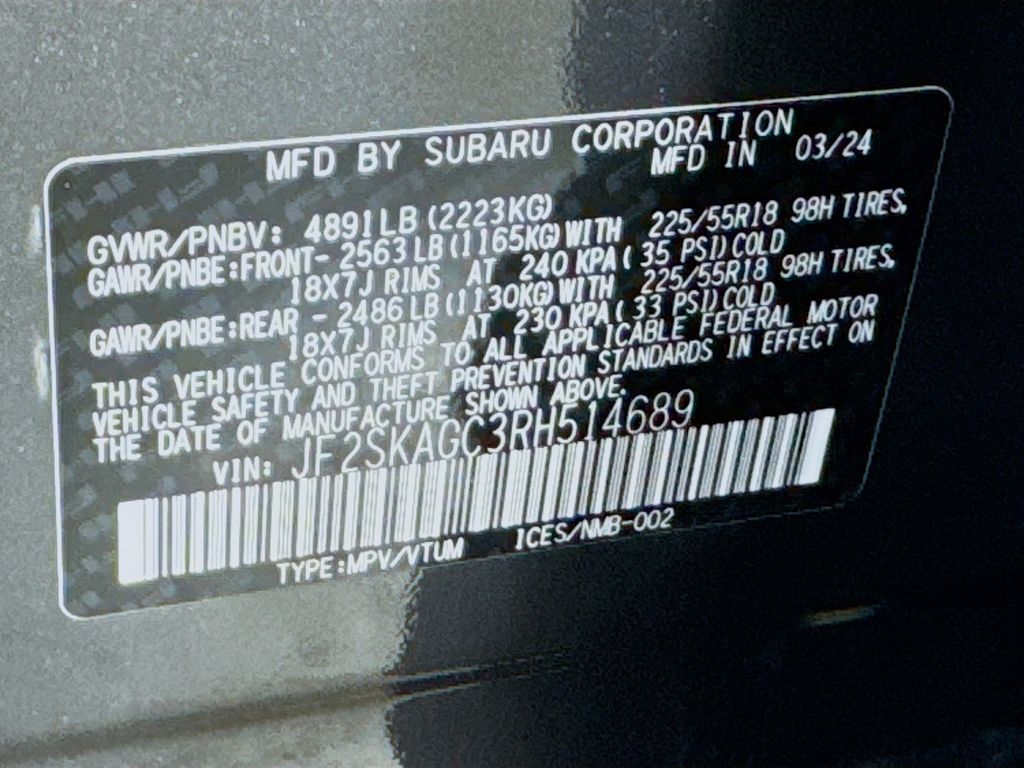 MFD BY SUBARU CORPORATION
MFD IN 03/24
GVWR/PNBV: 4891LB (2223KG)
GAWR/PNBE:FRONT- 2563LB(1165KG)WITH 225/55R18 98H TIRES,
18X7J RIMS AT 240 KPA( 35 PSI)COLD
GAWR/PNBE:REAR - 2486LB(1130KG)WITH 225/55R18 98H TIRES,
18X7J RIMS AT 230 KPA( 33 PSI)COLD
THIS VEHICLE CONFORMS TO ALL APPLICABLE FEDERAL MOTOR
VEHICLE SAFETY AND THEFT PREVENTION STANDARDS IN EFFECT ON
THE DATE OF MANUFACTURE SHOWN ABOVE.
VIN: JF2SKAGC3RH514689
TYPE:MPV/VTUM ICES/NMB-002